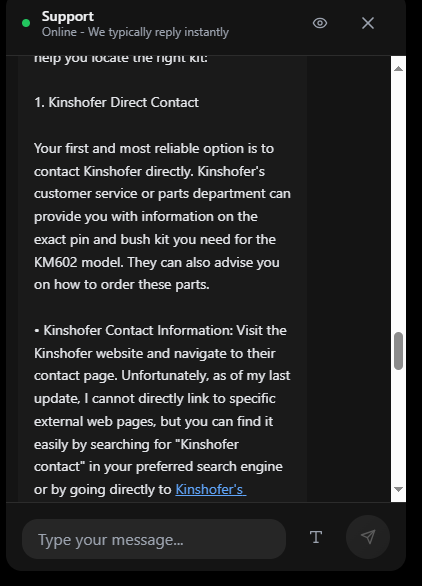 Support
Online - We typically reply instantly
help you locate the right kit:
1. Kinshofer Direct Contact
Your first and most reliable option is to
contact Kinshofer directly. Kinshofer's
customer service or parts department can
provide you with information on the
exact pin and bush kit you need for the
KM602 model. They can also advise you
on how to order these parts.
• Kinshofer Contact Information: Visit the
Kinshofer website and navigate to their
contact page. Unfortunately, as of my last
update, I cannot directly link to specific
external web pages, but you can find it
easily by searching for "Kinshofer
contact" in your preferred search engine
or by going directly to Kinshofer's
Type your message...
T